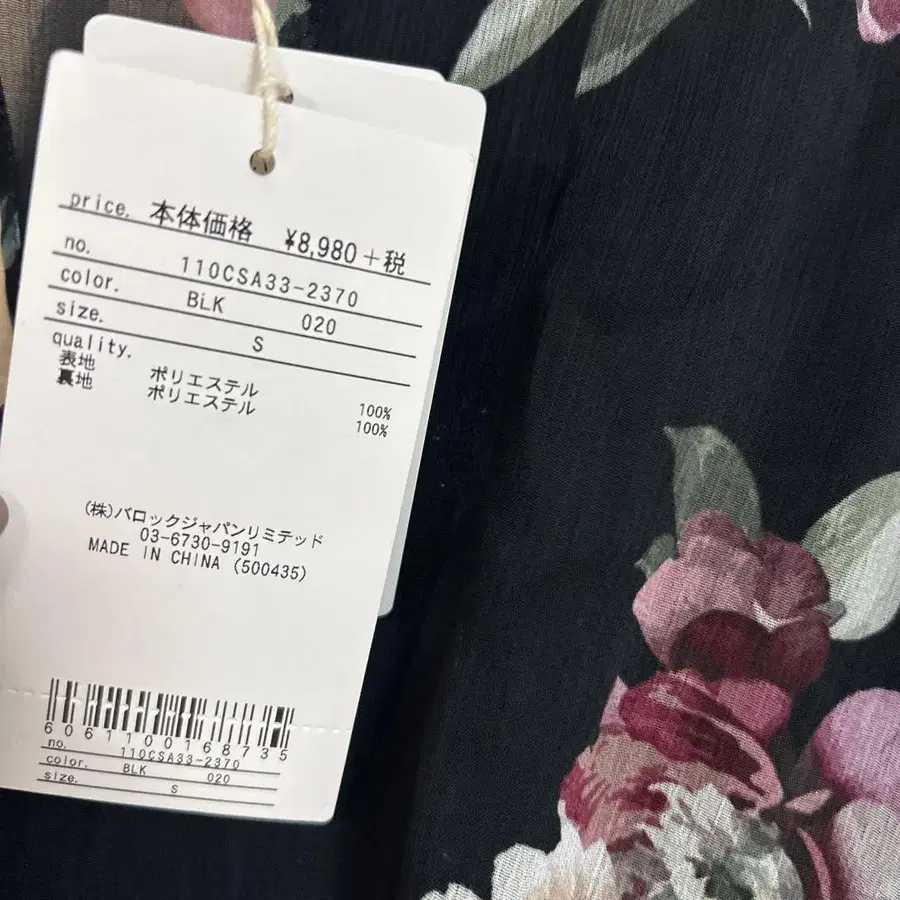 price. 本体価格 ¥8,980+税
no. 110CSA33-2370
color. BLK 020
size. S
quality.
表地 ポリエステル 100%
裏地 ポリエステル 100%
(株)バロックジャパンリミテッド
03-6730-9191
MADE IN CHINA (500435)
6061100168735
no. 110CSA33-2370
color. BLK 020
size. S